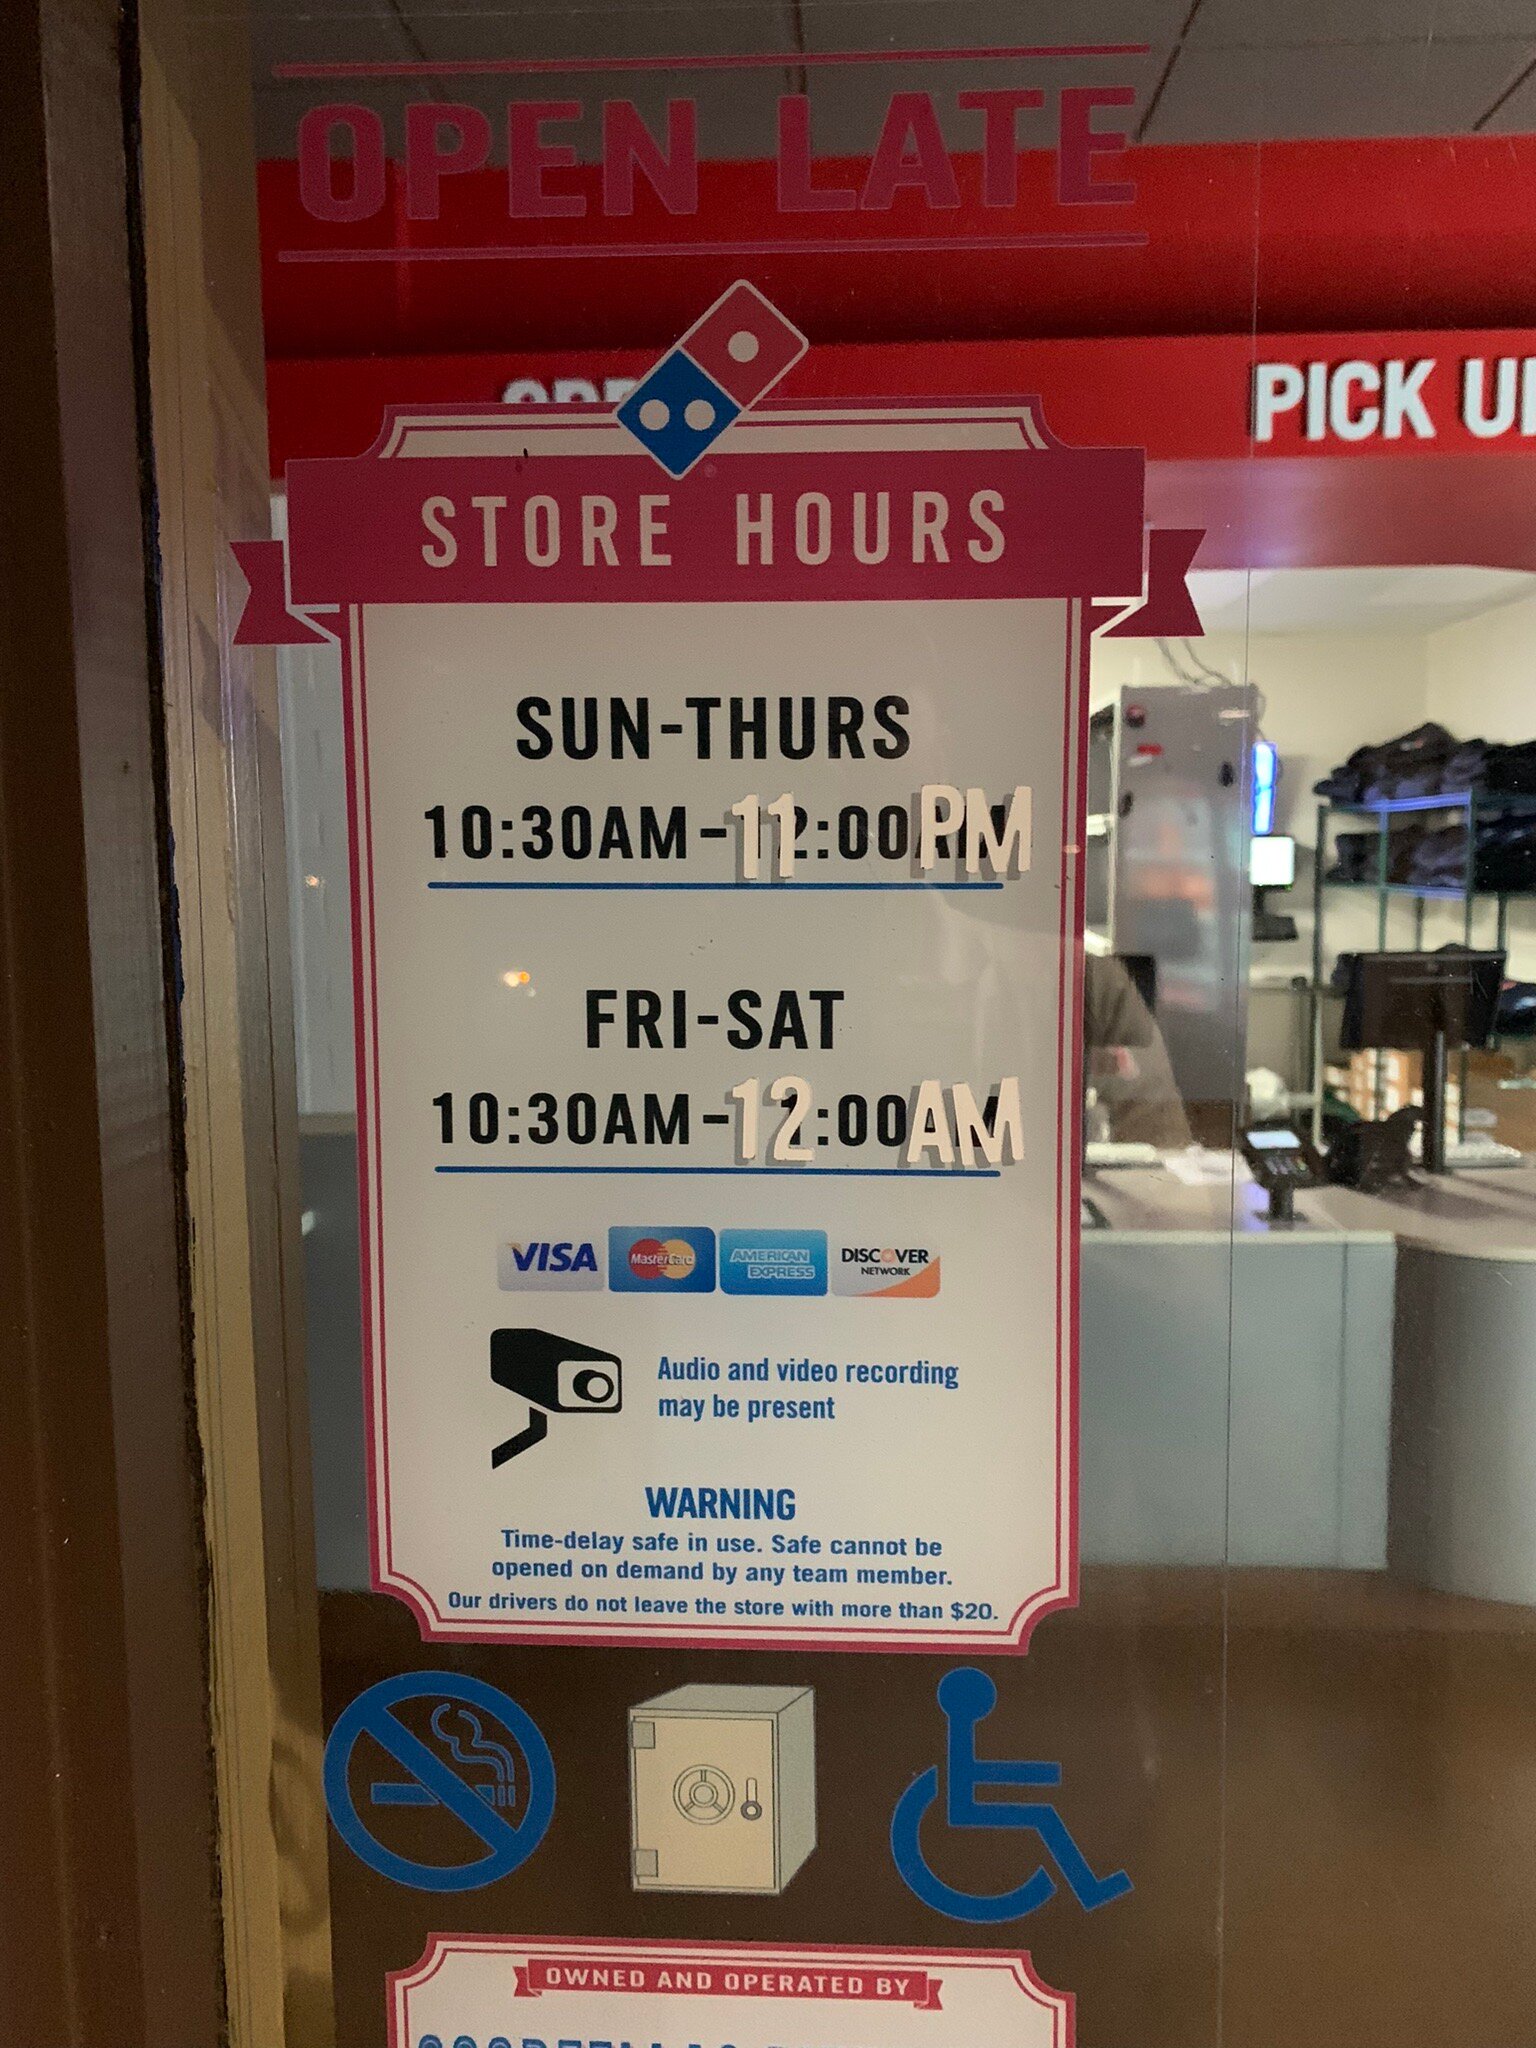 OPEN LATE
PICK U
STORE HOURS
SUN-THURS
10:30AM-11:00PM
FRI-SAT
10:30AM-12:00AM
VISA MasterCard AMERICAN EXPRESS DISCOVER NETWORK
Audio and video recording
may be present
WARNING
Time-delay safe in use. Safe cannot be
opened on demand by any team member.
Our drivers do not leave the store with more than $20.
OWNED AND OPERATED BY